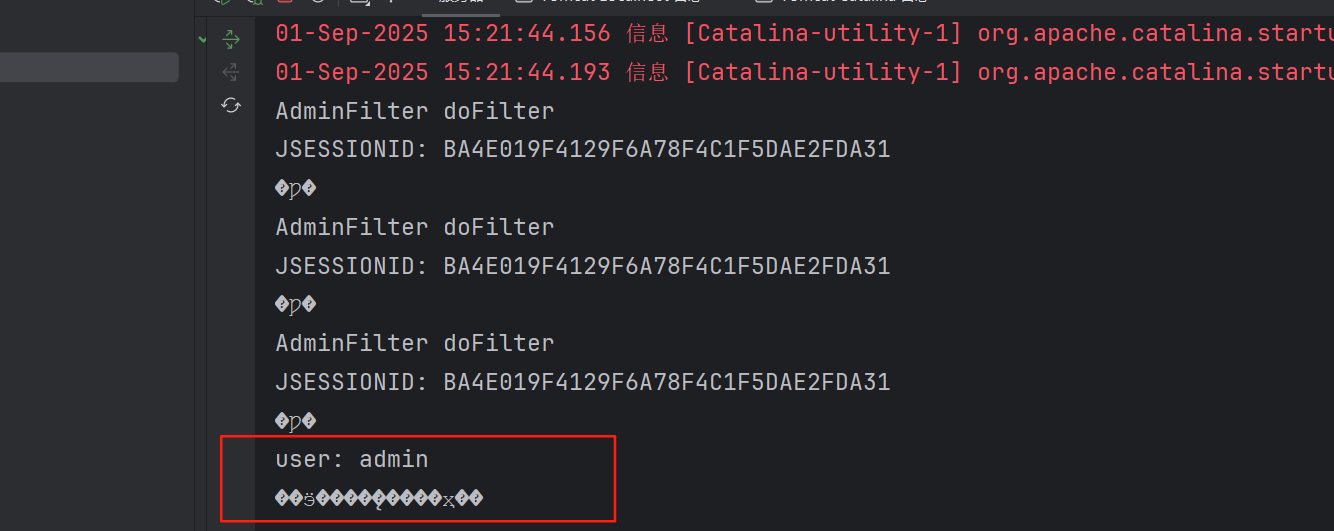 01-Sep-2025 15:21:44.156 信息 [Catalina-utility-1] org.apache.catalina.startu
01-Sep-2025 15:21:44.193 信息 [Catalina-utility-1] org.apache.catalina.startu
AdminFilter doFilter
JSESSIONID: BA4E019F4129F6A78F4C1F5DAE2FDA31
�р�
AdminFilter doFilter
JSESSIONID: BA4E019F4129F6A78F4C1F5DAE2FDA31
�р�
AdminFilter doFilter
JSESSIONID: BA4E019F4129F6A78F4C1F5DAE2FDA31
�р�
user: admin